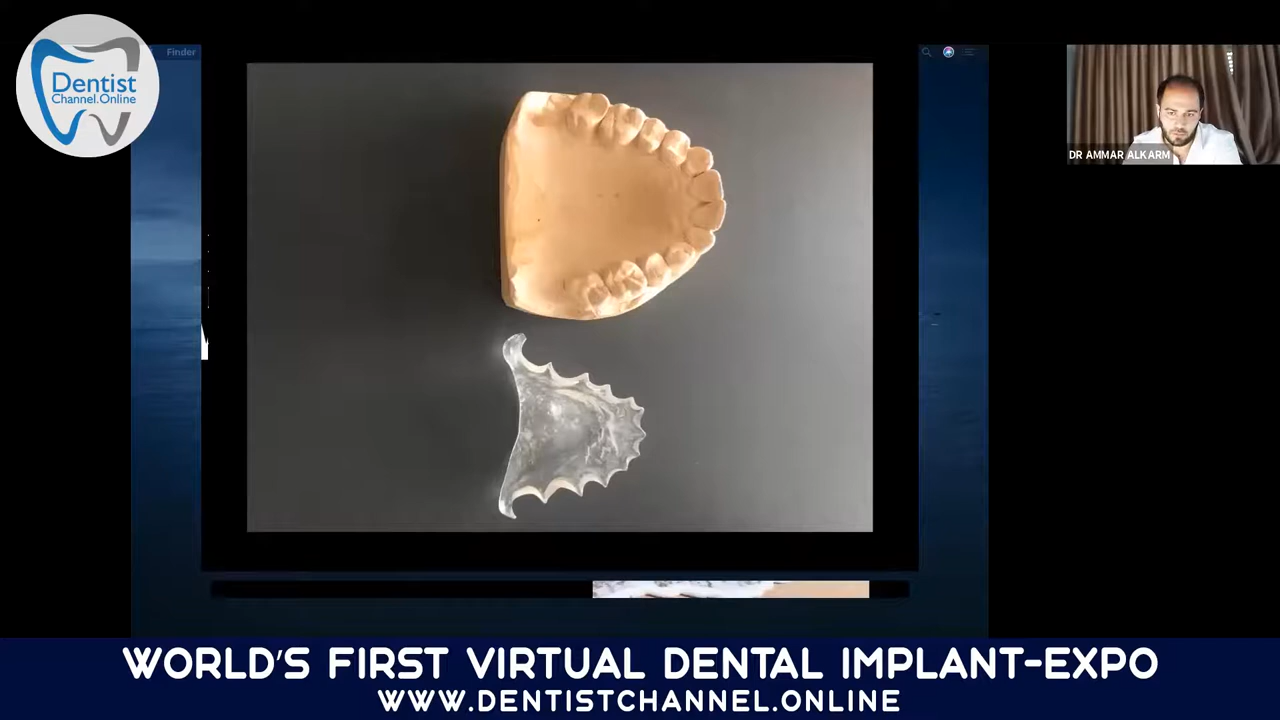 Dentist
Channel.Online
Finder
DR AMMAR ALKARM
WORLD'S FIRST VIRTUAL DENTAL IMPLANT-EXPO
WWW.DENTISTCHANNEL.ONLINE